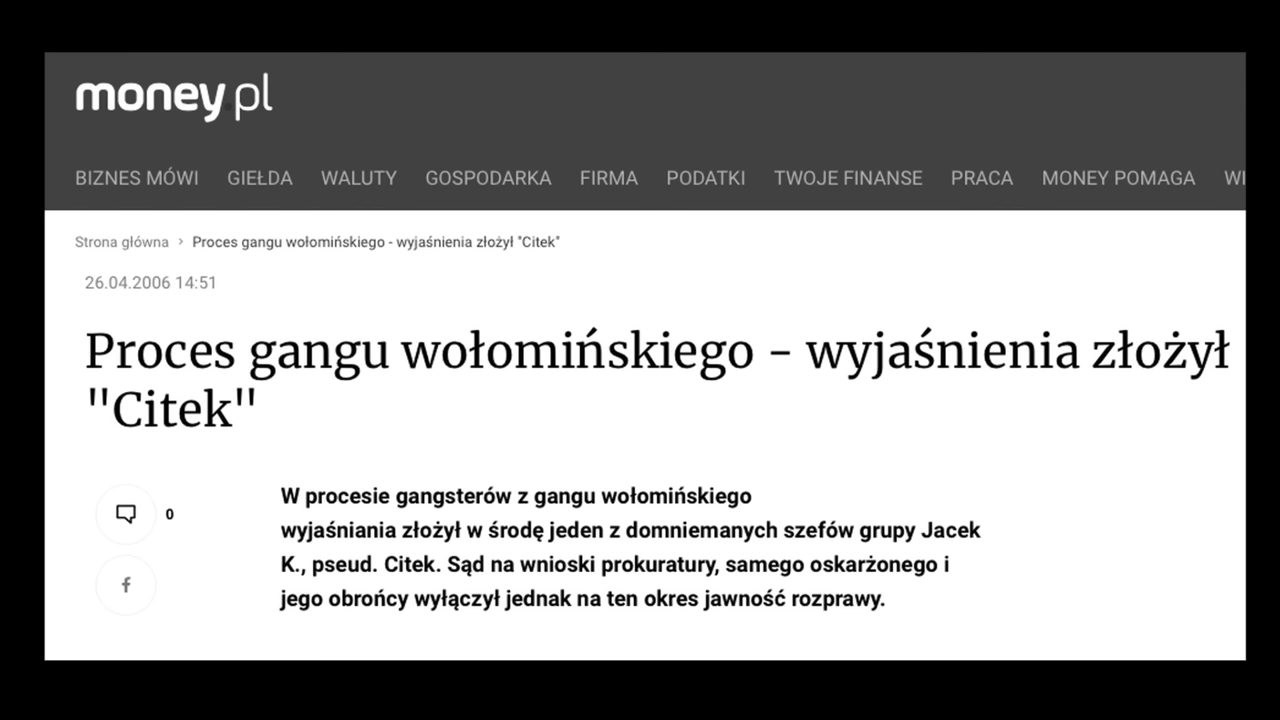 money.pl
BIZNES MÓWI GIEŁDA WALUTY GOSPODARKA FIRMA PODATKI TWOJE FINANSE PRACA MONEY POMAGA
Strona główna › Proces gangu wołomińskiego - wyjaśnienia złożył "Citek"
26.04.2006 14:51
Proces gangu wołomińskiego - wyjaśnienia złożył
"Citek"
W procesie gangsterów z gangu wołomińskiego
0
wyjaśniania złożył w środę jeden z domniemanych szefów grupy Jacek
K., pseud. Citek. Sąd na wnioski prokuratury, samego oskarżonego i
jego obrońcy wyłączył jednak na ten okres jawność rozprawy.